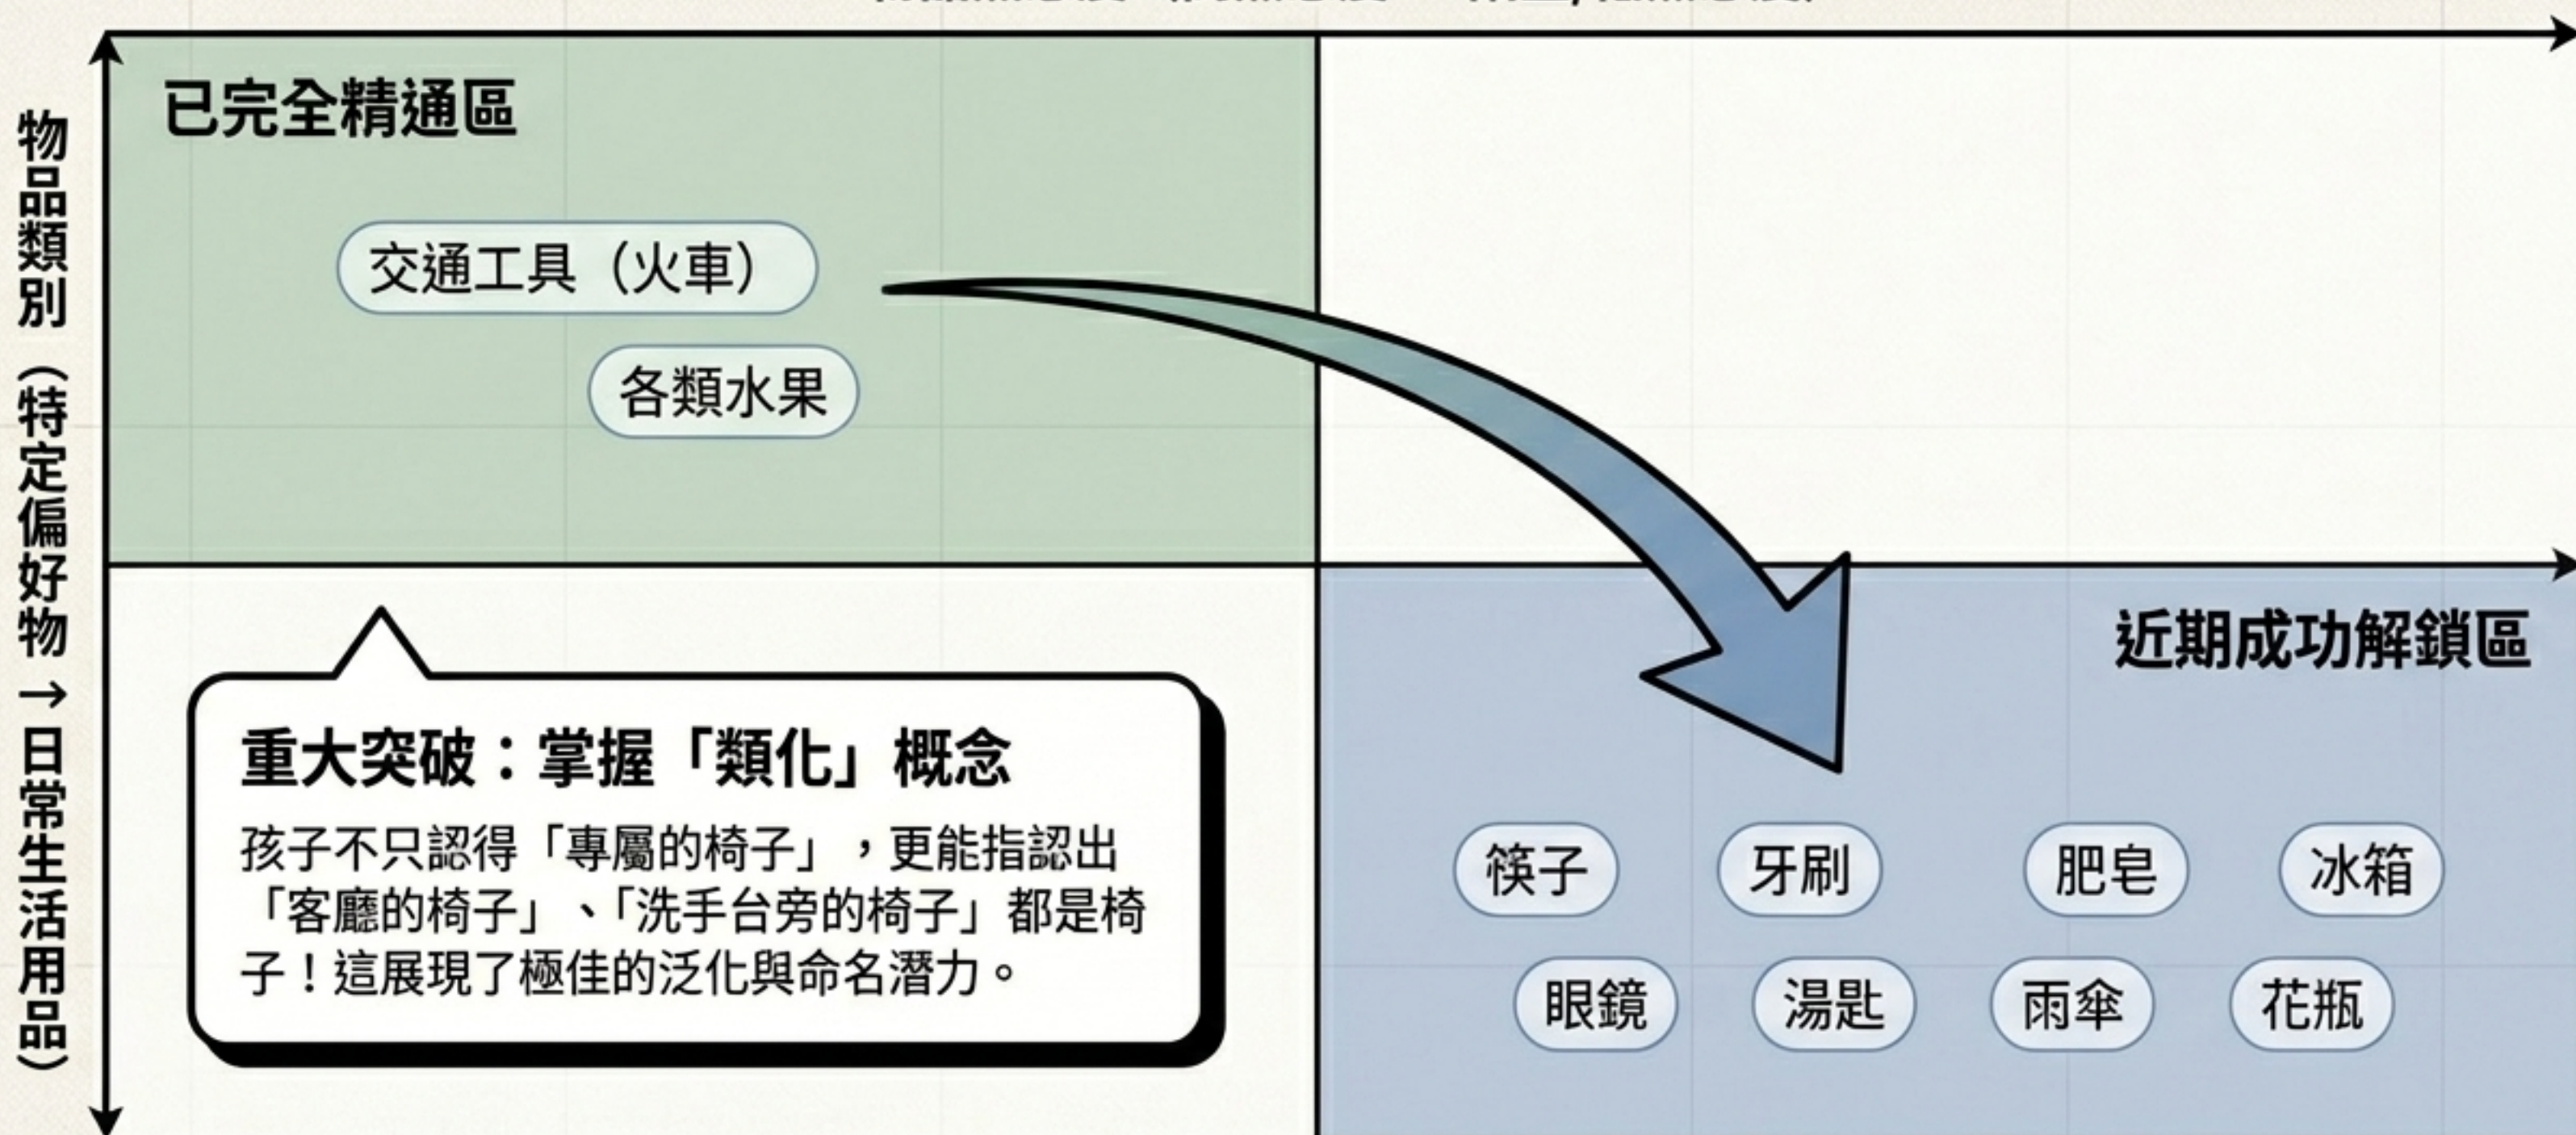 已完全精通區
物品類別（特定偏好物 → 日常生活用品）
交通工具（火車）
各類水果
近期成功解鎖區
重大突破：掌握「類化」概念
孩子不只認得「專屬的椅子」，更能指認出
「客廳的椅子」、「洗手台旁的椅子」都是椅
子！這展現了極佳的泛化與命名潛力。
筷子 牙刷 肥皂 冰箱
眼鏡 湯匙 雨傘 花瓶